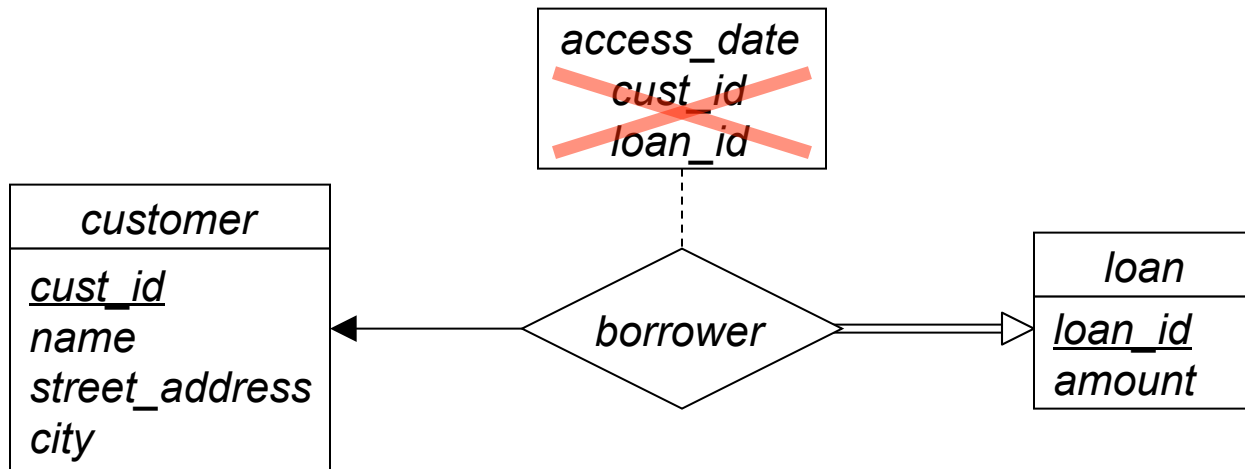 access_date
cust_id
loan_id
customer
cust_id
name
street_address
city
borrower
loan
loan_id
amount